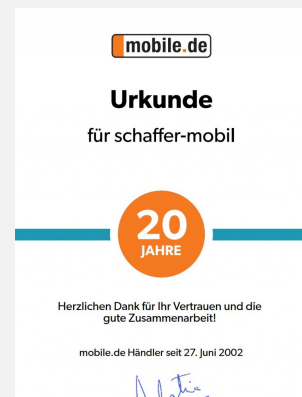 mobile.de
Urkunde
für schaffer-mobil
20
JAHRE
Herzlichen Dank für Ihr Vertrauen und die
gute Zusammenarbeit!
mobile.de Händler seit 27. Juni 2002